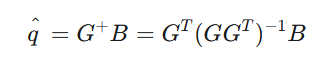 q̂ = G⁺B = Gᵀ(GGᵀ)⁻¹B